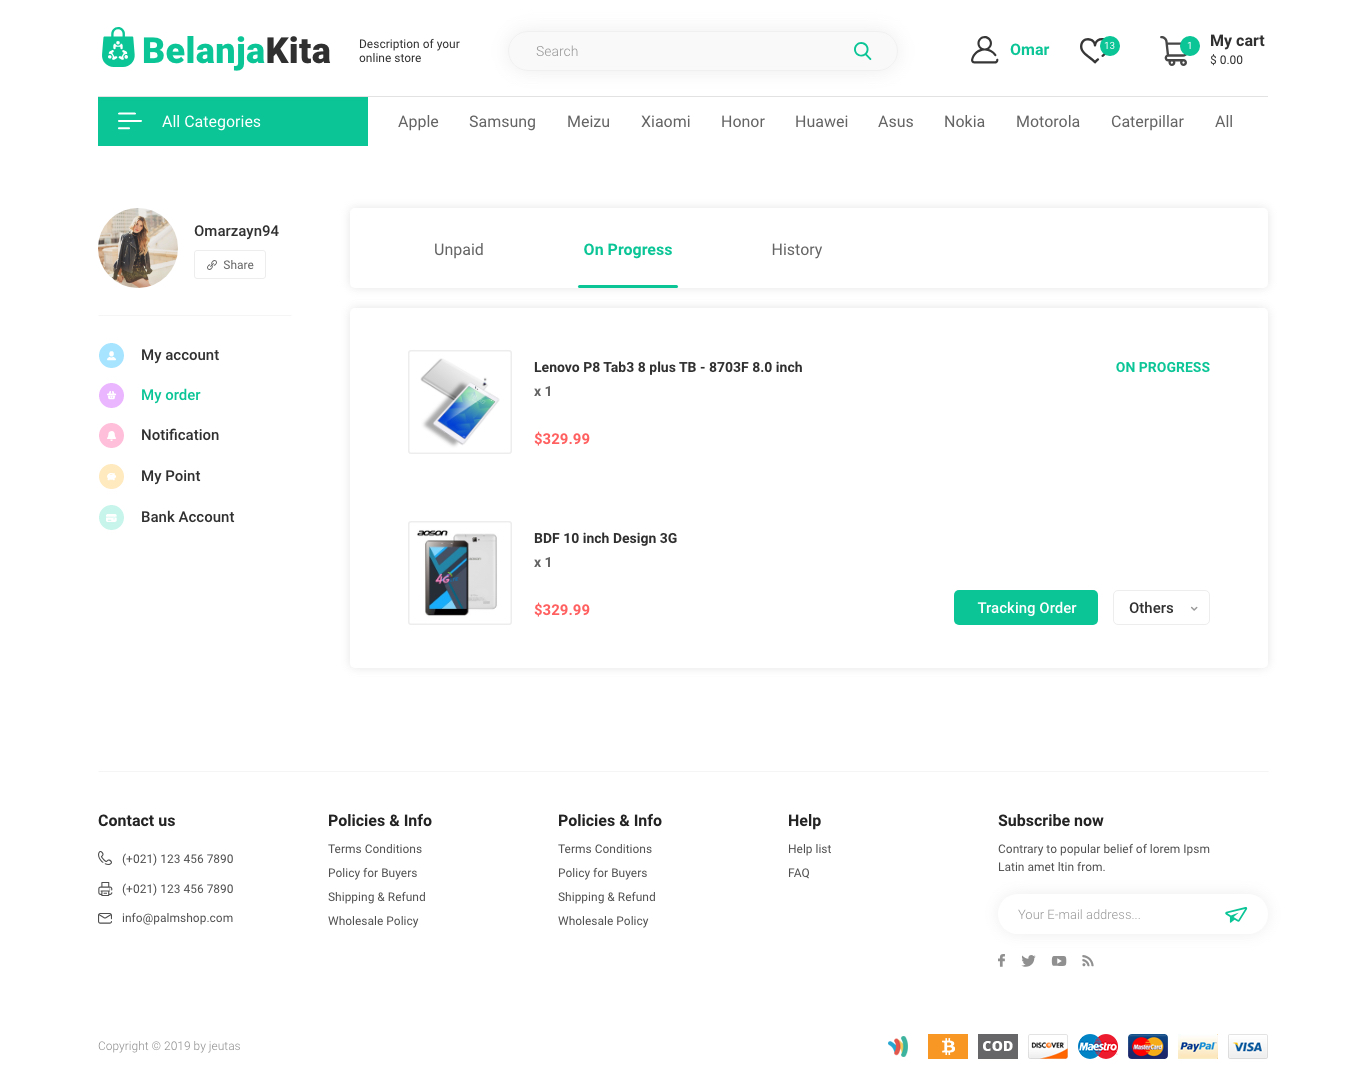 BelanjaKita
Description of your
online store
Search
Omar
13
1
My cart
$ 0.00
All Categories
Apple
Samsung
Meizu
Xiaomi
Honor
Huawei
Asus
Nokia
Motorola
Caterpillar
All
Omarzayn94
Share
My account
My order
Notification
My Point
Bank Account
Unpaid
On Progress
History
Lenovo P8 Tab3 8 plus TB - 8703F 8.0 inch
x 1
$329.99
ON PROGRESS
aoson
4G
BDF 10 inch Design 3G
x 1
$329.99
Tracking Order
Others
Contact us
(+021) 123 456 7890
(+021) 123 456 7890
info@palmshop.com
Policies & Info
Terms Conditions
Policy for Buyers
Shipping & Refund
Wholesale Policy
Policies & Info
Terms Conditions
Policy for Buyers
Shipping & Refund
Wholesale Policy
Help
Help list
FAQ
Subscribe now
Contrary to popular belief of lorem Ipsm
Latin amet ltin from.
Your E-mail address...
Copyright © 2019 by jeutas
COD
DISCOVER
Maestro
MasterCard
PayPal
VISA